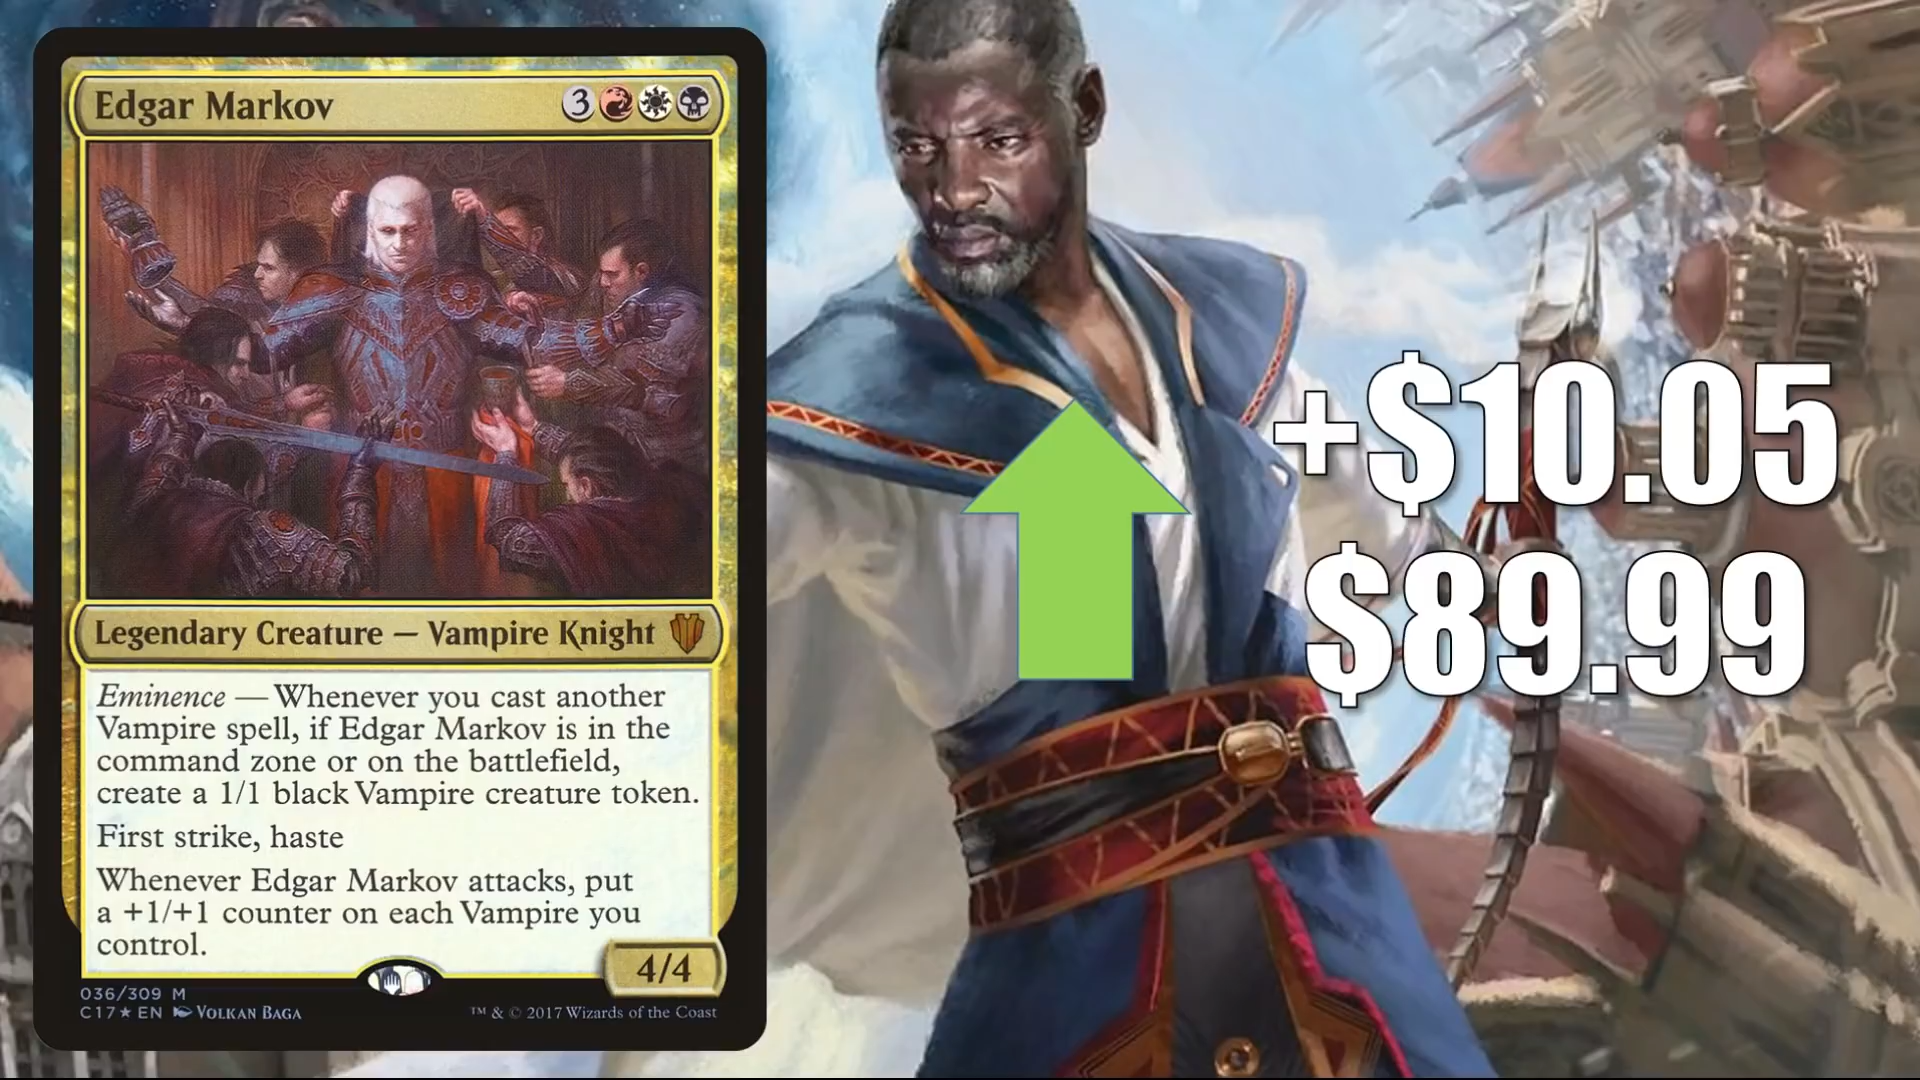 Edgar Markov 3
Legendary Creature — Vampire Knight
Eminence — Whenever you cast another
Vampire spell, if Edgar Markov is in the
command zone or on the battlefield,
create a 1/1 black Vampire creature token.
First strike, haste
Whenever Edgar Markov attacks, put
a +1/+1 counter on each Vampire you
control.
4/4
036/309 M
C17★EN VOLKAN BAGA
™ & © 2017 Wizards of the Coast
+$10.05
$89.99